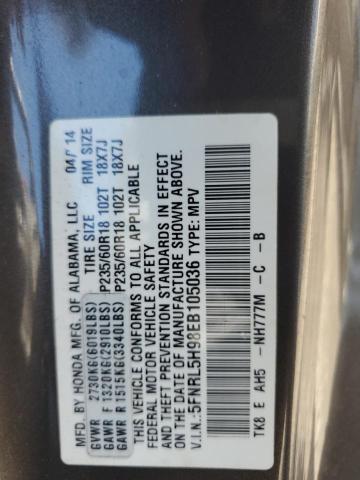 MFD. BY HONDA MFG. OF ALABAMA, LLC 04/14
TIRE SIZE RIM SIZE
GVWR 2730KG(6019LBS)
GAWR F 1320KG(2910LBS) P235/60R18 102T 18X7J
GAWR R 1515KG(3340LBS) P235/60R18 102T 18X7J
THIS VEHICLE CONFORMS TO ALL APPLICABLE
FEDERAL MOTOR VEHICLE SAFETY
AND THEFT PREVENTION STANDARDS IN EFFECT
ON THE DATE OF MANUFACTURE SHOWN ABOVE.
V.I.N.:5FNRL5H98EB105036 TYPE: MPV
TK8 E AH5 -NH777M -C -B